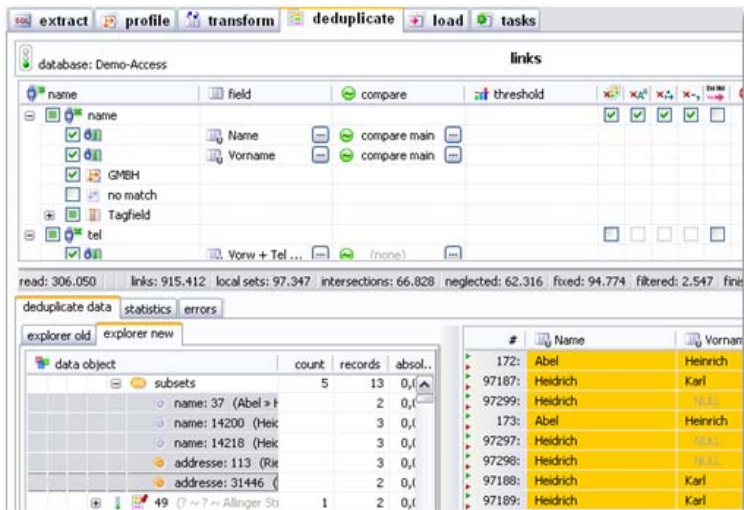 SQL extract profile transform deduplicate load tasks
database: Demo-Access links
name field compare threshold
name
Name ... compare main ...
Vorname ... compare main ...
GMBH
no match
Tagfield
tel
Vorw + Tel ... ... (none) ...
read: 306.050 links: 915.412 local sets: 97.347 intersections: 66.828 neglected: 62.316 fixed: 94.774 filtered: 2.547
deduplicate data statistics errors
explorer old explorer new
data object count records absol..
subsets 5 13
name: 37 (Abel » 2
name: 14200 3
name: 14218 3
addresse: 113 3
addresse: 31446 2
49 (? ~ ? ~ Allinger 1 2
# Name
172: Abel Heinrich
97187: Heidrich Karl
97299: Heidrich NULL
173: Abel Heinrich
97297: Heidrich NULL
97298: Heidrich NULL
97188: Heidrich Karl
97189: Heidrich Karl